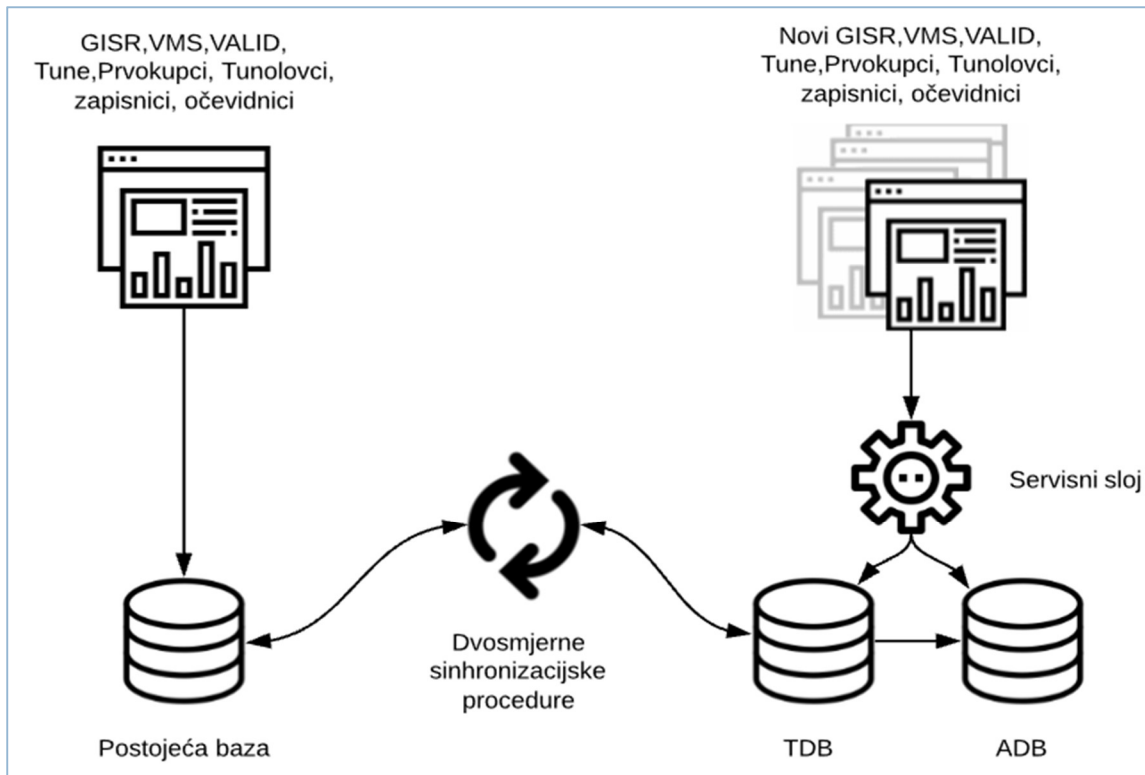 GISR,VMS,VALID,
Tune,Prvokupci, Tunolovci,
zapisnici, očevidnici
Novi GISR,VMS,VALID,
Tune,Prvokupci, Tunolovci,
zapisnici, očevidnici
Servisni sloj
Dvosmjerne
sinhronizacijske
procedure
Postojeća baza
TDB
ADB